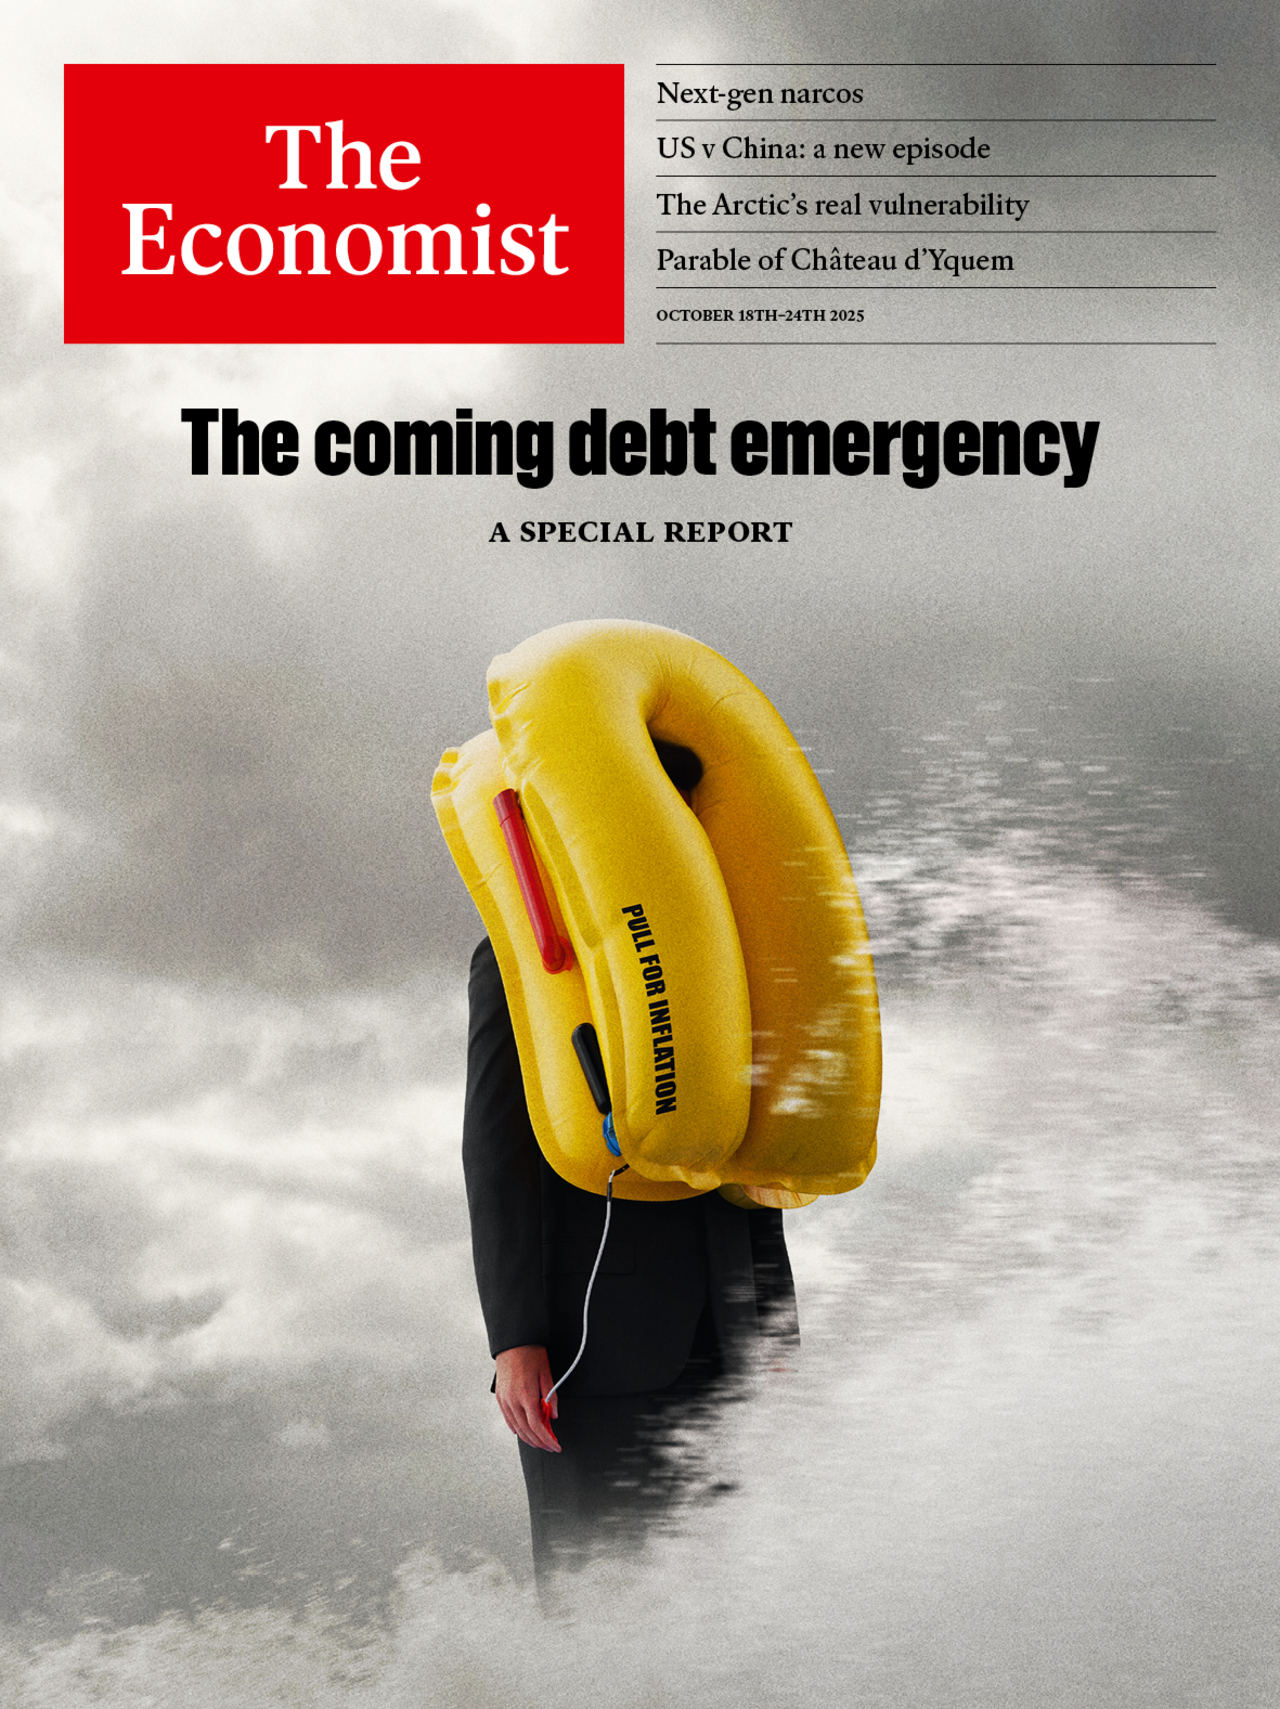 The
Economist
Next-gen narcos
US v China: a new episode
The Arctic’s real vulnerability
Parable of Château d’Yquem
OCTOBER 18TH–24TH 2025
The coming debt emergency
A SPECIAL REPORT
PULL FOR INFLATION